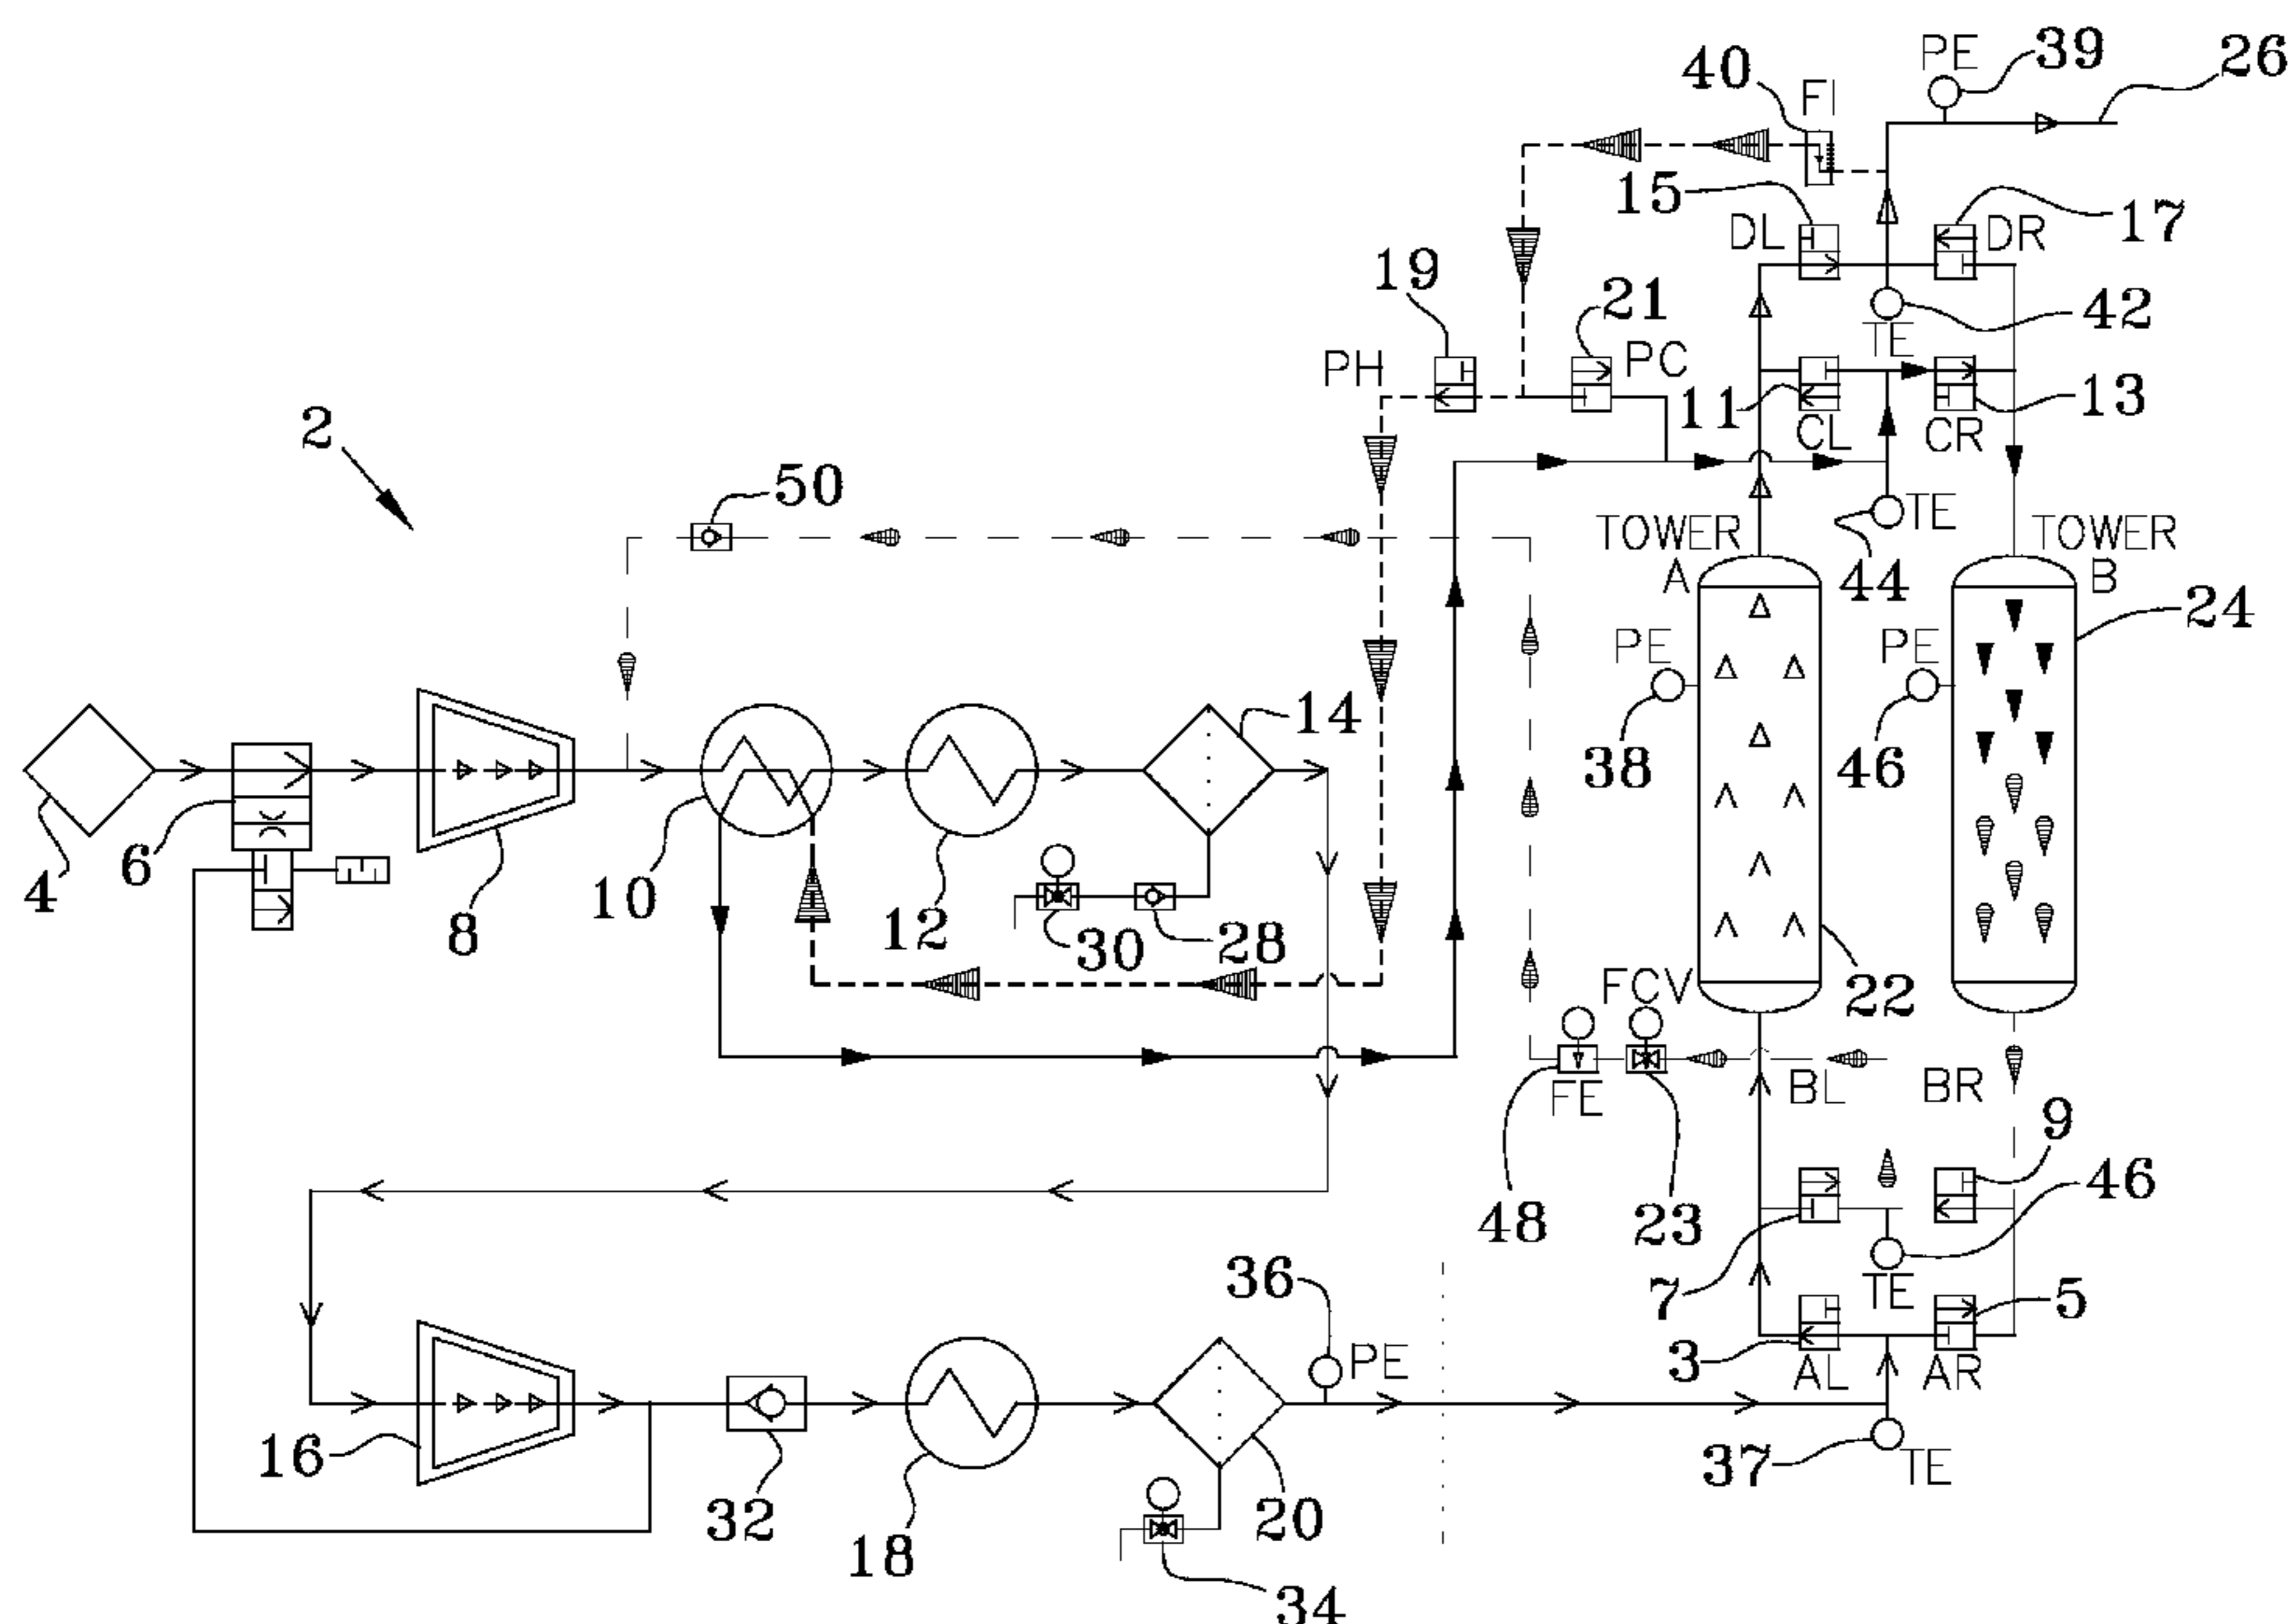 PE 39 26
40 FI
15 17
DL DR
19 21 42
TE
PH PC
11 13
CL CR
2
50
TE
TOWER A
TOWER B
44
24
PE PE
14
38 46
4 6 8 10 12 30 28
FCV 22
FE BL BR
48 23 9
46
7 TE 5
36
PE 3 AL AR
16 32 18 20 37 TE
34